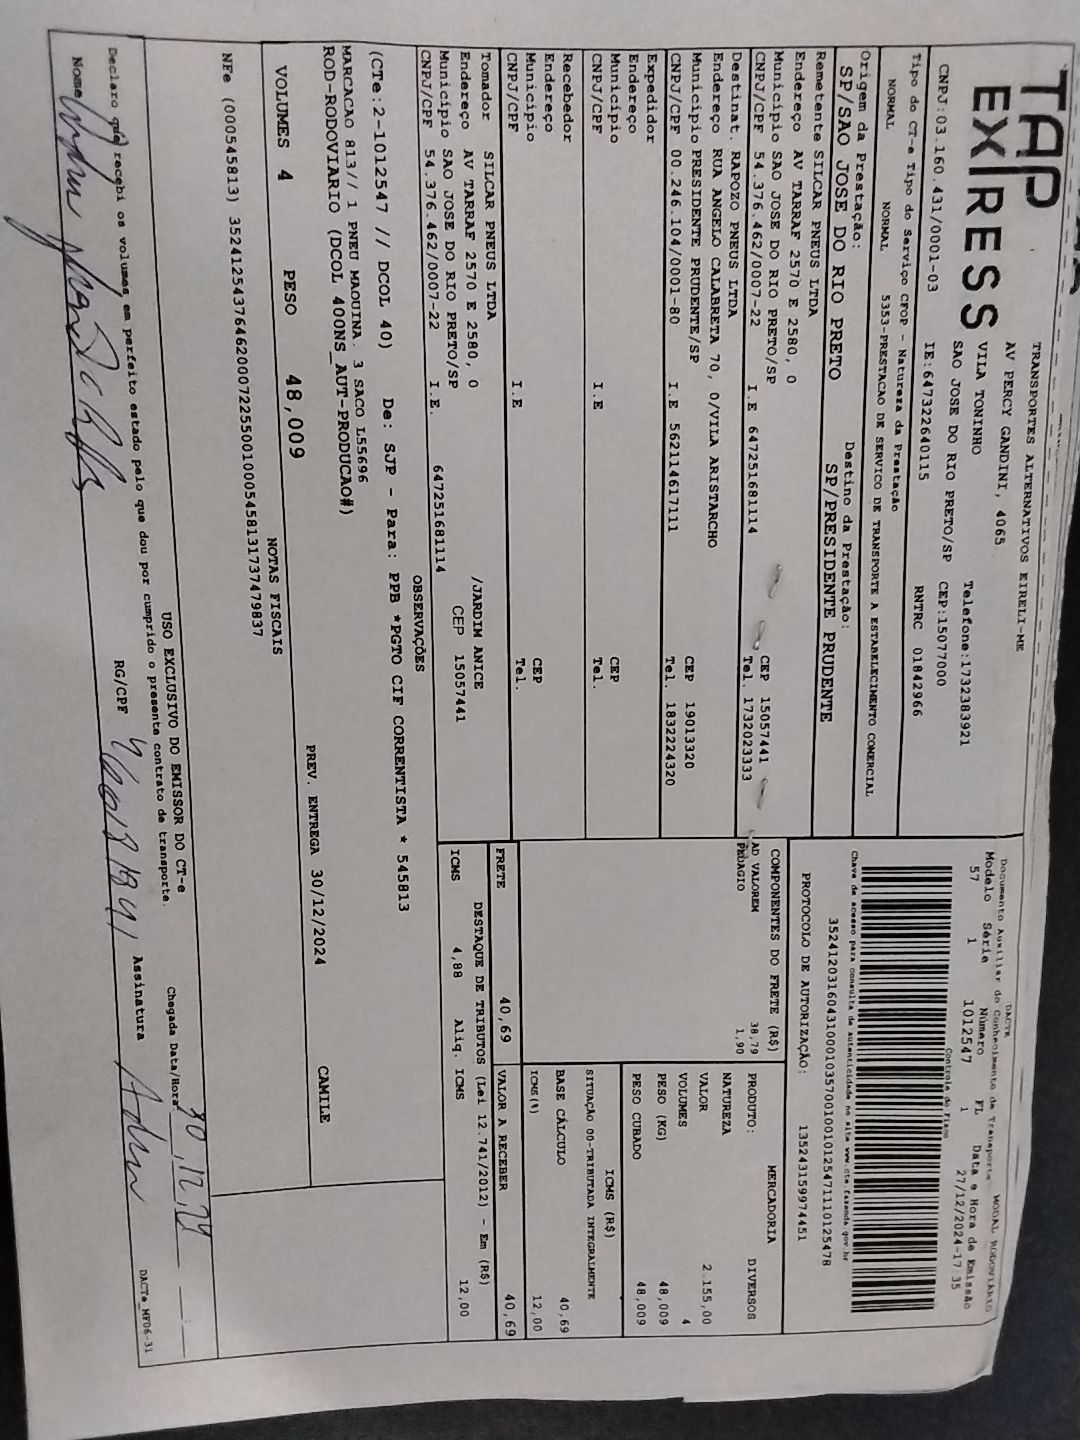 TAP
EXPRESS
TRANSPORTES ALTERNATIVOS EIRELI-ME
AV PERCY GANDINI, 4065
VILA TONINHO Telefone:1732383921
SAO JOSE DO RIO PRETO/SP CEP:15077000
CNPJ:03.160.431/0001-03 IE:647322640115 RNTRC 01842966
Tipo do CT-e Tipo do Serviço CFOP - Natureza da Prestação
NORMAL NORMAL 5353-PRESTACAO DE SERVICO DE TRANSPORTE A ESTABELECIMENTO COMERCIAL
Origem da Prestação: Destino da Prestação:
SP/SAO JOSE DO RIO PRETO SP/PRESIDENTE PRUDENTE
DACTE MODAL RODOVIÁRIO
Documento Auxiliar do Conhecimento de Transporte
Modelo Série Número FL Data e Hora de Emissão
57 1 1012547 1 27/12/2024-17:35
Controle do Fisco
Chave de acesso para consulta de autenticidade no site www.cte.fazenda.gov.br
35241203160431000103570010010125471110125478
PROTOCOLO DE AUTORIZAÇÃO: 135243159974451
Remetente SILCAR PNEUS LTDA
Endereço AV TARRAF 2570 E 2580, 0
Município SAO JOSE DO RIO PRETO/SP CEP 15057441
CNPJ/CPF 54.376.462/0007-22 I.E 647251681114 Tel. 1732023333
Destinat. RAPOZO PNEUS LTDA
Endereço RUA ANGELO CALABRETA 70, 0/VILA ARISTARCHO
Município PRESIDENTE PRUDENTE/SP CEP 19013320
CNPJ/CPF 00.246.104/0001-80 I.E 562114617111 Tel. 1832224320
Expedidor
Endereço
Município CEP
CNPJ/CPF I.E Tel.
Recebedor
Endereço
Município CEP
CNPJ/CPF I.E Tel.
Tomador SILCAR PNEUS LTDA
Endereço AV TARRAF 2570 E 2580, 0 /JARDIM ANICE
Município SAO JOSE DO RIO PRETO/SP CEP 15057441
CNPJ/CPF 54.376.462/0007-22 I.E. 647251681114
COMPONENTES DO FRETE (R$)
AD VALOREM 38,79
PEDAGIO 1,90
MERCADORIA
PRODUTO: DIVERSOS
NATUREZA
VALOR 2.155,00
VOLUMES 4
PESO (KG) 48,009
PESO CUBADO 48,009
ICMS (R$)
SITUAÇÃO 00-TRIBUTADA INTEGRALMENTE
BASE CÁLCULO 40,69
ICMS(%) 12,00
FRETE 40,69 VALOR A RECEBER 40,69
DESTAQUE DE TRIBUTOS (Lei 12.741/2012) - Em (R$)
ICMS 4,88 Aliq. ICMS 12,00
OBSERVAÇÕES
(CTe:2-1012547 // DCOL 40) De: SJP - Para: PPB *PGTO CIF CORRENTISTA * 545813
MARCACAO 813// 1 PNEU MAQUINA. 3 SACO L55696
ROD-RODOVIARIO (DCOL 400NS_AUT-PRODUCAO#)
PREV. ENTREGA 30/12/2024 CAMILE
VOLUMES 4 PESO 48,009
NOTAS FISCAIS
NFe (000545813) 35241254376462000722550010005458131737479837
USO EXCLUSIVO DO EMISSOR DO CT-e
Declaro que recebi os volumes em perfeito estado pelo que dou por cumprido o presente contrato de transporte.
Chegada Data/Hora 30,12,24
Nome RG/CPF Assinatura
DACTe_MF06-31